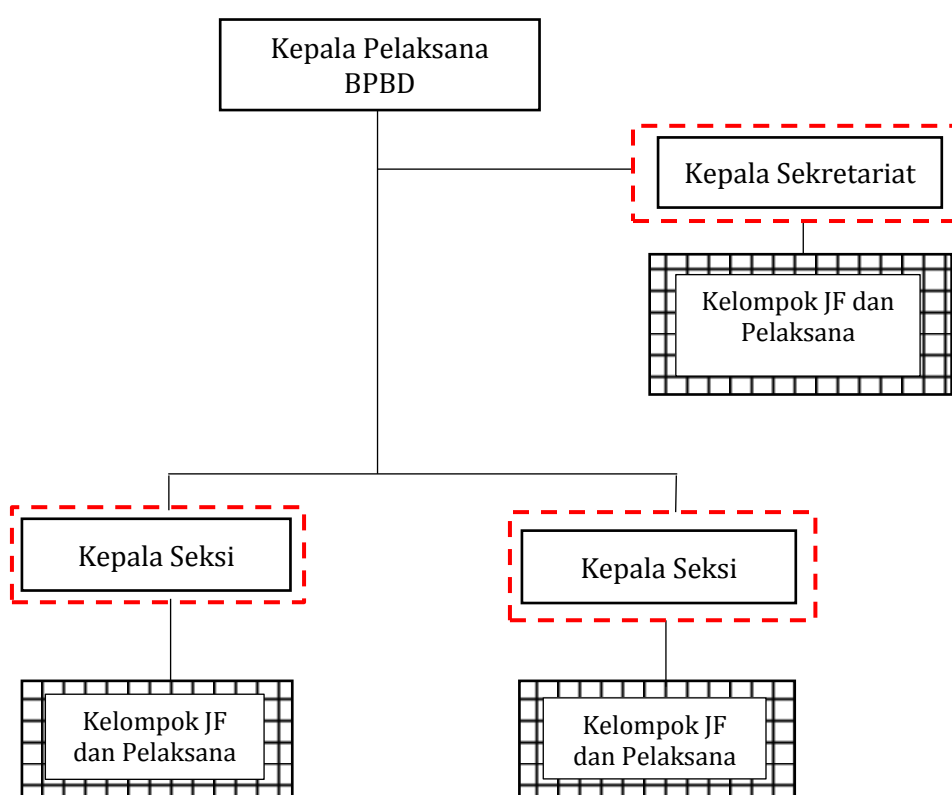 Kepala Pelaksana
BPBD
Kepala Sekretariat
Kelompok JF dan
Pelaksana
Kepala Seksi
Kepala Seksi
Kelompok JF
dan Pelaksana
Kelompok JF
dan Pelaksana